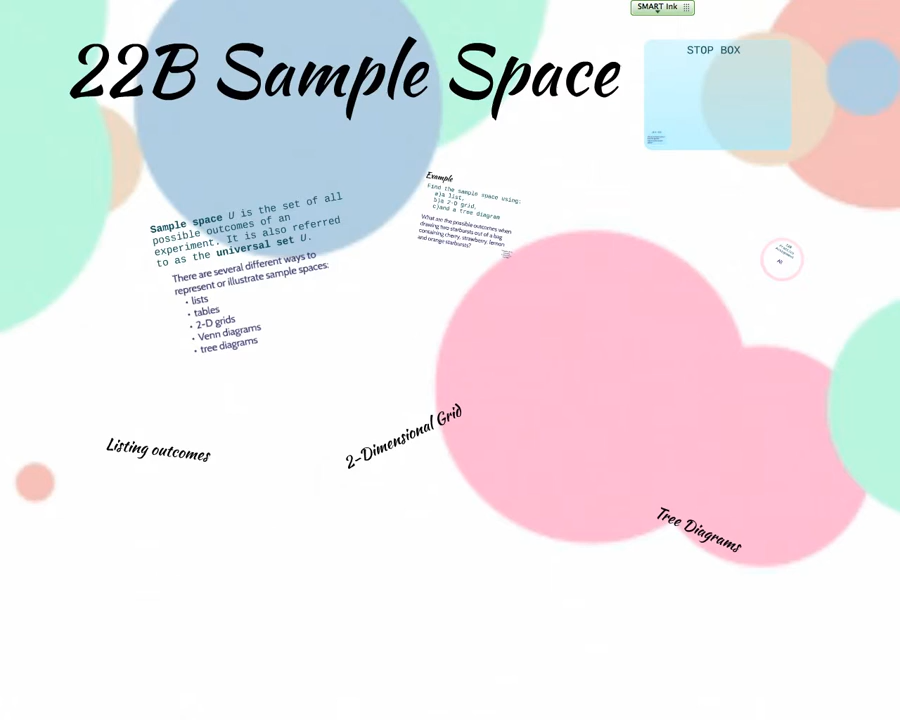 SMART Ink
22B Sample Space
STOP BOX
Sample space U is the set of all
possible outcomes of an
experiment. It is also referred
to as the universal set U.
There are several different ways to
represent or illustrate sample spaces:
• lists
• tables
• 2-D grids
• Venn diagrams
• tree diagrams
Example
Find the sample space using:
a)a list,
b)a 2-D grid,
c)and a tree diagram
What are the possible outcomes when
drawing two starbursts out of a bag
containing cherry, strawberry, lemon
and orange starbursts?
Listing outcomes
2-Dimensional Grid
Tree Diagrams